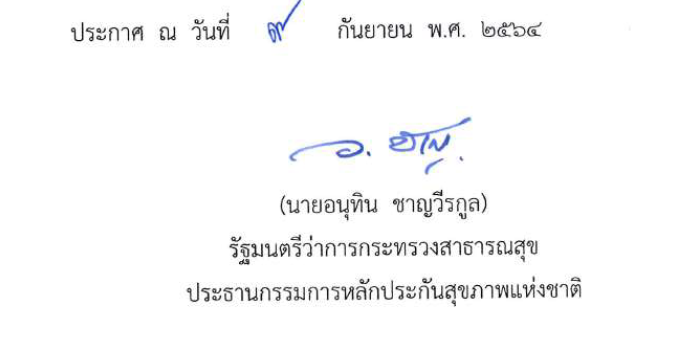 ประกาศ ณ วันที่ ๙ กันยายน พ.ศ. ๒๕๖๔
(นายอนุทิน ชาญวีรกูล)
รัฐมนตรีว่าการกระทรวงสาธารณสุข
ประธานกรรมการหลักประกันสุขภาพแห่งชาติ